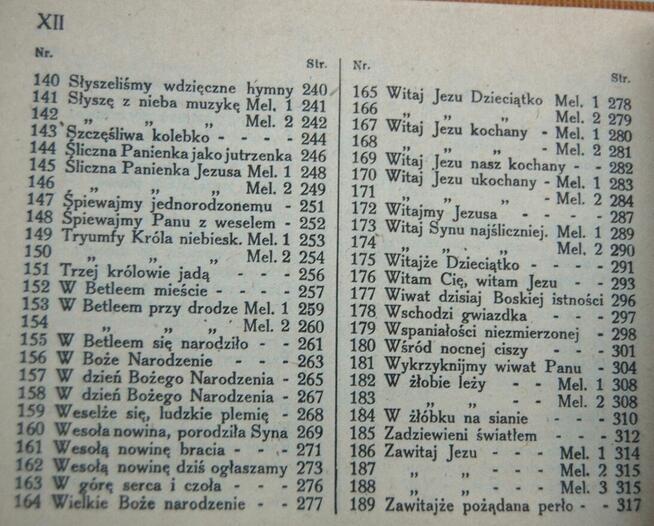 XII
Nr. Str.
140 Słyszeliśmy wdzięczne hymny 240
141 Słyszę z nieba muzykę Mel. 1 241
142 „ „ „ Mel. 2 242
143 Szczęśliwa kolebko - - - - 244
144 Śliczna Panienka jako jutrzenka 246
145 Śliczna Panienka Jezusa Mel. 1 248
146 „ „ „ Mel. 2 249
147 Śpiewajmy jednorodzonemu - 251
148 Śpiewajmy Panu z weselem - 252
149 Tryumfy Króla niebiesk. Mel. 1 253
150 „ „ „ Mel. 2 254
151 Trzej królowie jadą - - - 256
152 W Betleem mieście - - - - 257
153 W Betleem przy drodze Mel. 1 259
154 „ „ „ Mel. 2 260
155 W Betleem się narodziło - - 261
156 W Boże Narodzenie - - - 263
157 W dzień Bożego Narodzenia - 265
158 W dzień Bożego Narodzenia - 267
159 Weselże się, ludzkie plemię - 268
160 Wesoła nowina, porodziła Syna 269
161 Wesołą nowinę bracia - - - 271
162 Wesołą nowinę dziś ogłaszamy 273
163 W górę serca i czoła - - - 276
164 Wielkie Boże narodzenie - - 277
Nr. Str.
165 Witaj Jezu Dzieciątko Mel. 1 278
166 „ „ „ Mel. 2 279
167 Witaj Jezu kochany - Mel. 1 280
168 „ „ „ - Mel. 2 281
169 Witaj Jezu nasz kochany - - 282
170 Witaj Jezu ukochany - Mel. 1 283
171 „ „ „ - Mel. 2 284
172 Witajmy Jezusa - - - - 287
173 Witaj Synu najśliczniej. Mel. 1 289
174 „ „ „ Mel. 2 290
175 Witajże Dzieciątko - - - - 291
176 Witam Cię, witam Jezu - - 293
177 Wiwat dzisiaj Boskiej istności 296
178 Wschodzi gwiazdka - - - 297
179 Wspaniałości niezmierzonej - 298
180 Wśród nocnej ciszy - - - 301
181 Wykrzyknijmy wiwat Panu - 304
182 W żłobie leży - - Mel. 1 308
183 „ „ - - Mel. 2 308
184 W żłóbku na sianie - - - 310
185 Zadziewieni światłem - - - 312
186 Zawitaj Jezu - - Mel. 1 314
187 „ „ - - Mel. 2 315
188 „ „ - - Mel. 3 315
189 Zawitajże pożądana perło - - 317